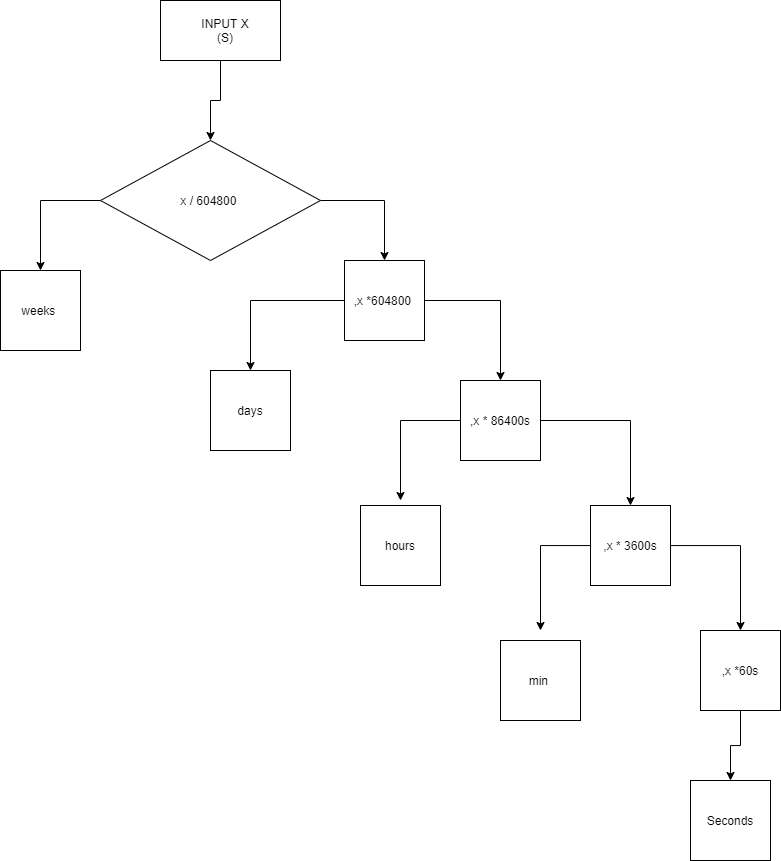 INPUT X
(S)
x / 604800
weeks
,x *604800
days
,x * 86400s
hours
,x * 3600s
min
,x *60s
Seconds